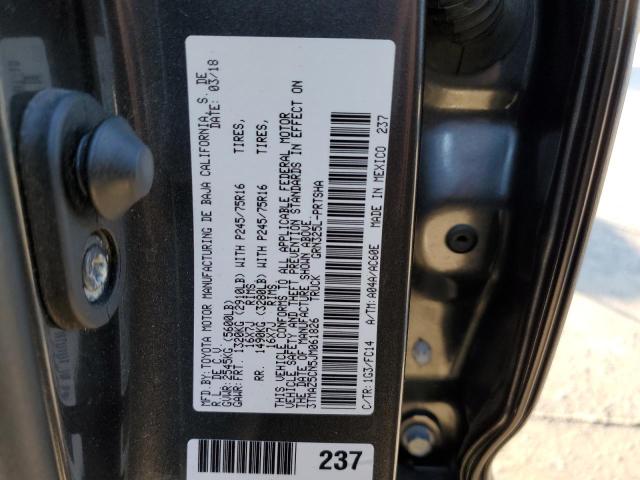 MFD.BY: TOYOTA MOTOR MANUFACTURING DE BAJA CALIFORNIA, S. DE
R.L. DE C.V. DATE: 03/18
GVWR: 2545KG (5600LB)
GAWR: FRT. 1320KG (2910LB) WITH P245/75R16 TIRES,
16X7J RIMS,
RR. 1490KG (3280LB) WITH P245/75R16 TIRES,
16X7J RIMS,
THIS VEHICLE CONFORMS TO ALL APPLICABLE FEDERAL MOTOR
VEHICLE SAFETY AND THEFT PREVENTION STANDARDS IN EFFECT ON
THE DATE OF MANUFACTURE SHOWN ABOVE.
3TMAZ5CN5JM061826 TRUCK GRN325L-PRTSHA
C/TR: 1G3/FC14 A/TM: A04A/AC60E MADE IN MEXICO 237
237